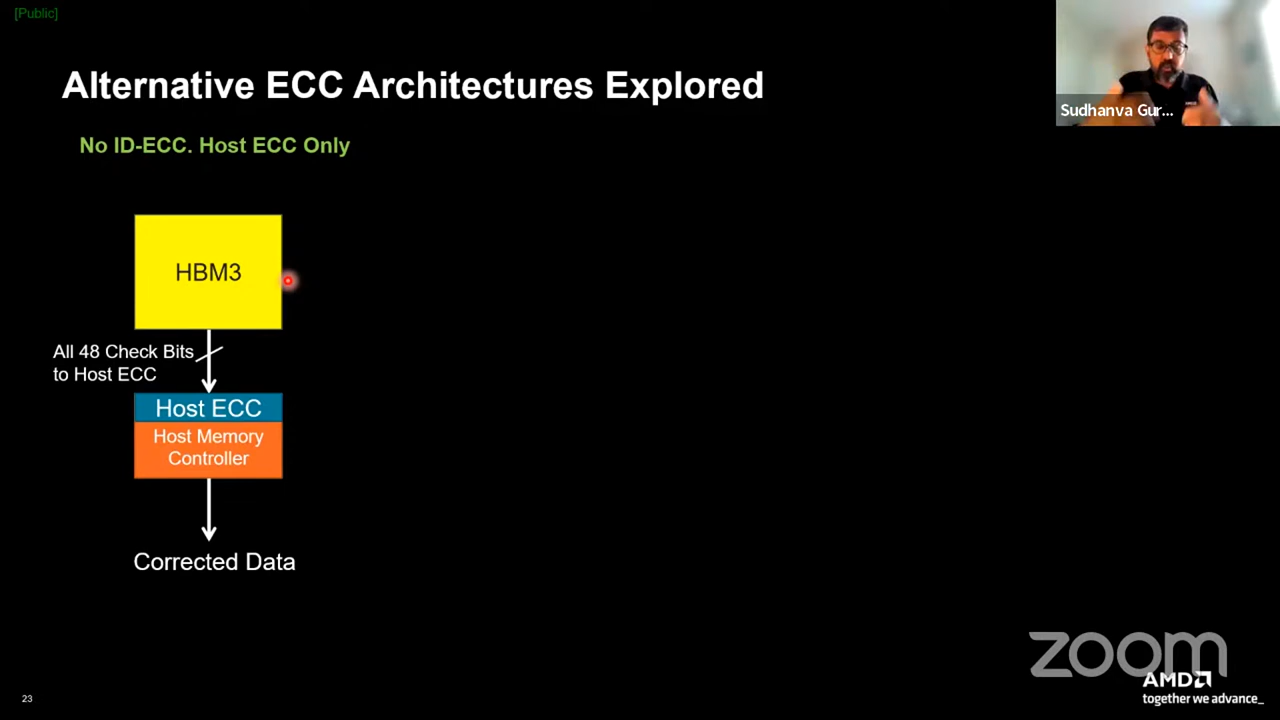 [Public]
Alternative ECC Architectures Explored
Sudhanva Gur...
No ID-ECC. Host ECC Only
HBM3
All 48 Check Bits
to Host ECC
Host ECC
Host Memory
Controller
Corrected Data
zoom
AMD
together we advance_
23